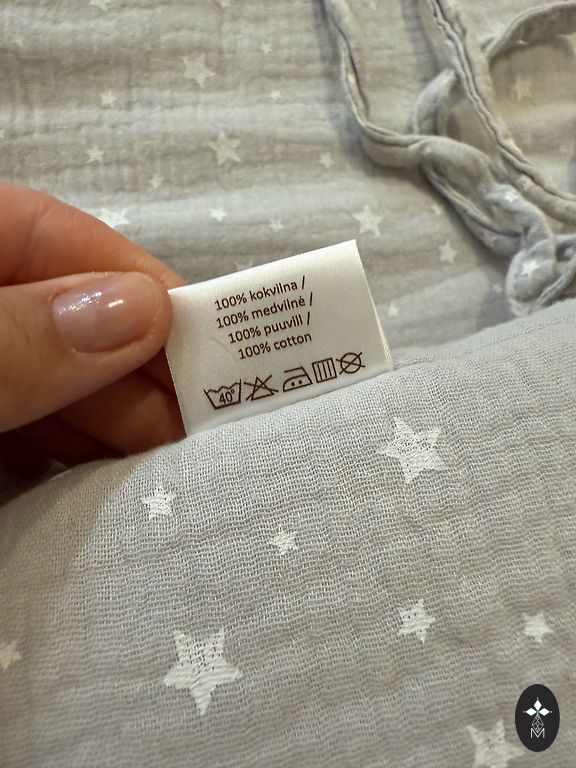 100% kokvilna /
100% medvilnė /
100% puuvill /
100% cotton
40°
M